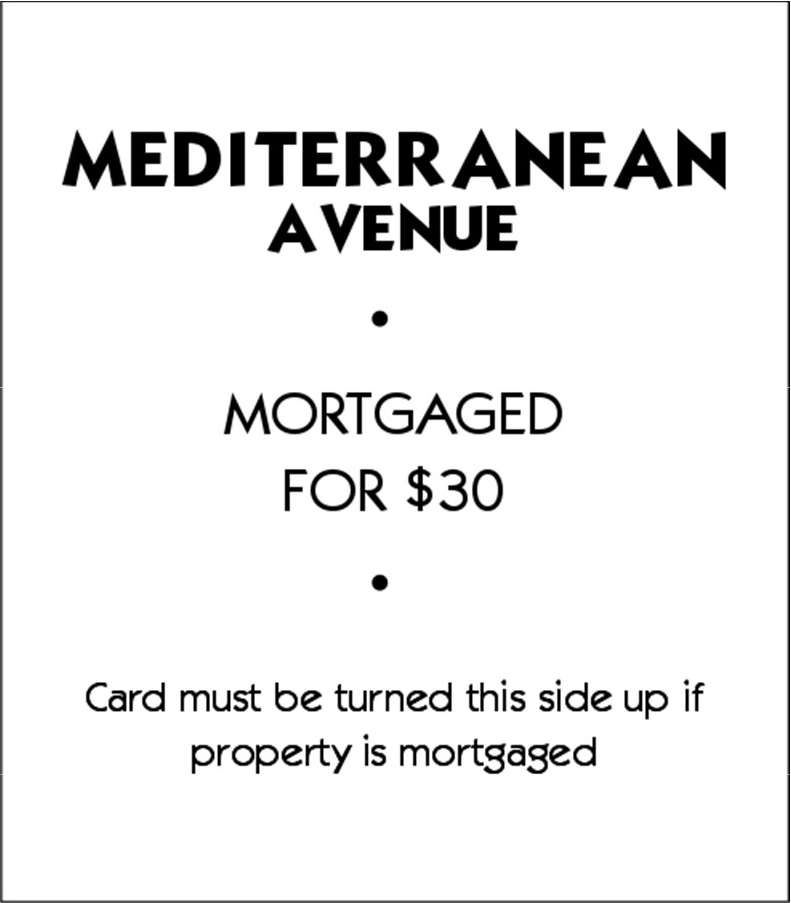 MEDITERRANEAN
AVENUE
•
MORTGAGED
FOR $30
•
Card must be turned this side up if
property is mortgaged